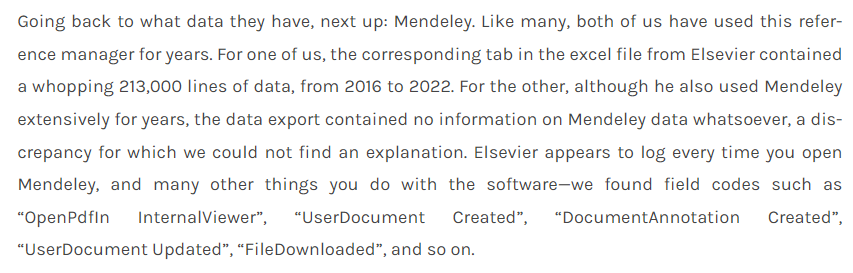 Going back to what data they have, next up: Mendeley. Like many, both of us have used this refer-
ence manager for years. For one of us, the corresponding tab in the excel file from Elsevier contained
a whopping 213,000 lines of data, from 2016 to 2022. For the other, although he also used Mendeley
extensively for years, the data export contained no information on Mendeley data whatsoever, a dis-
crepancy for which we could not find an explanation. Elsevier appears to log every time you open
Mendeley, and many other things you do with the software—we found field codes such as
“OpenPdfIn InternalViewer”, “UserDocument Created”, “DocumentAnnotation Created”,
“UserDocument Updated”, “FileDownloaded”, and so on.